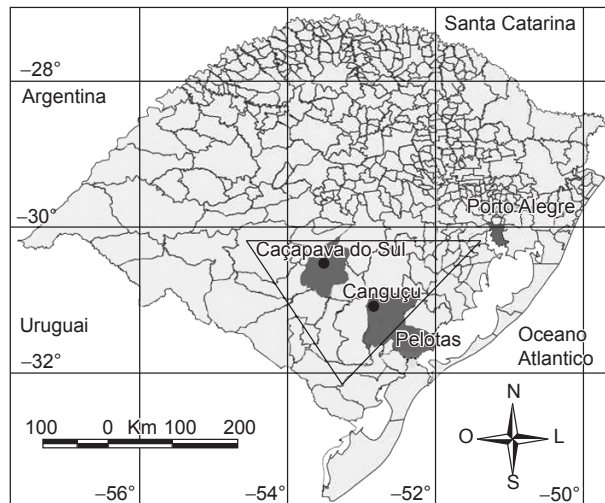 Santa Catarina
–28°
Argentina
Porto Alegre
–30°
Caçapava do Sul
Canguçu
Uruguai
Pelotas
Oceano
Atlantico
–32°
100 0 Km 100 200
N
O L
S
–56° –54° –52° –50°